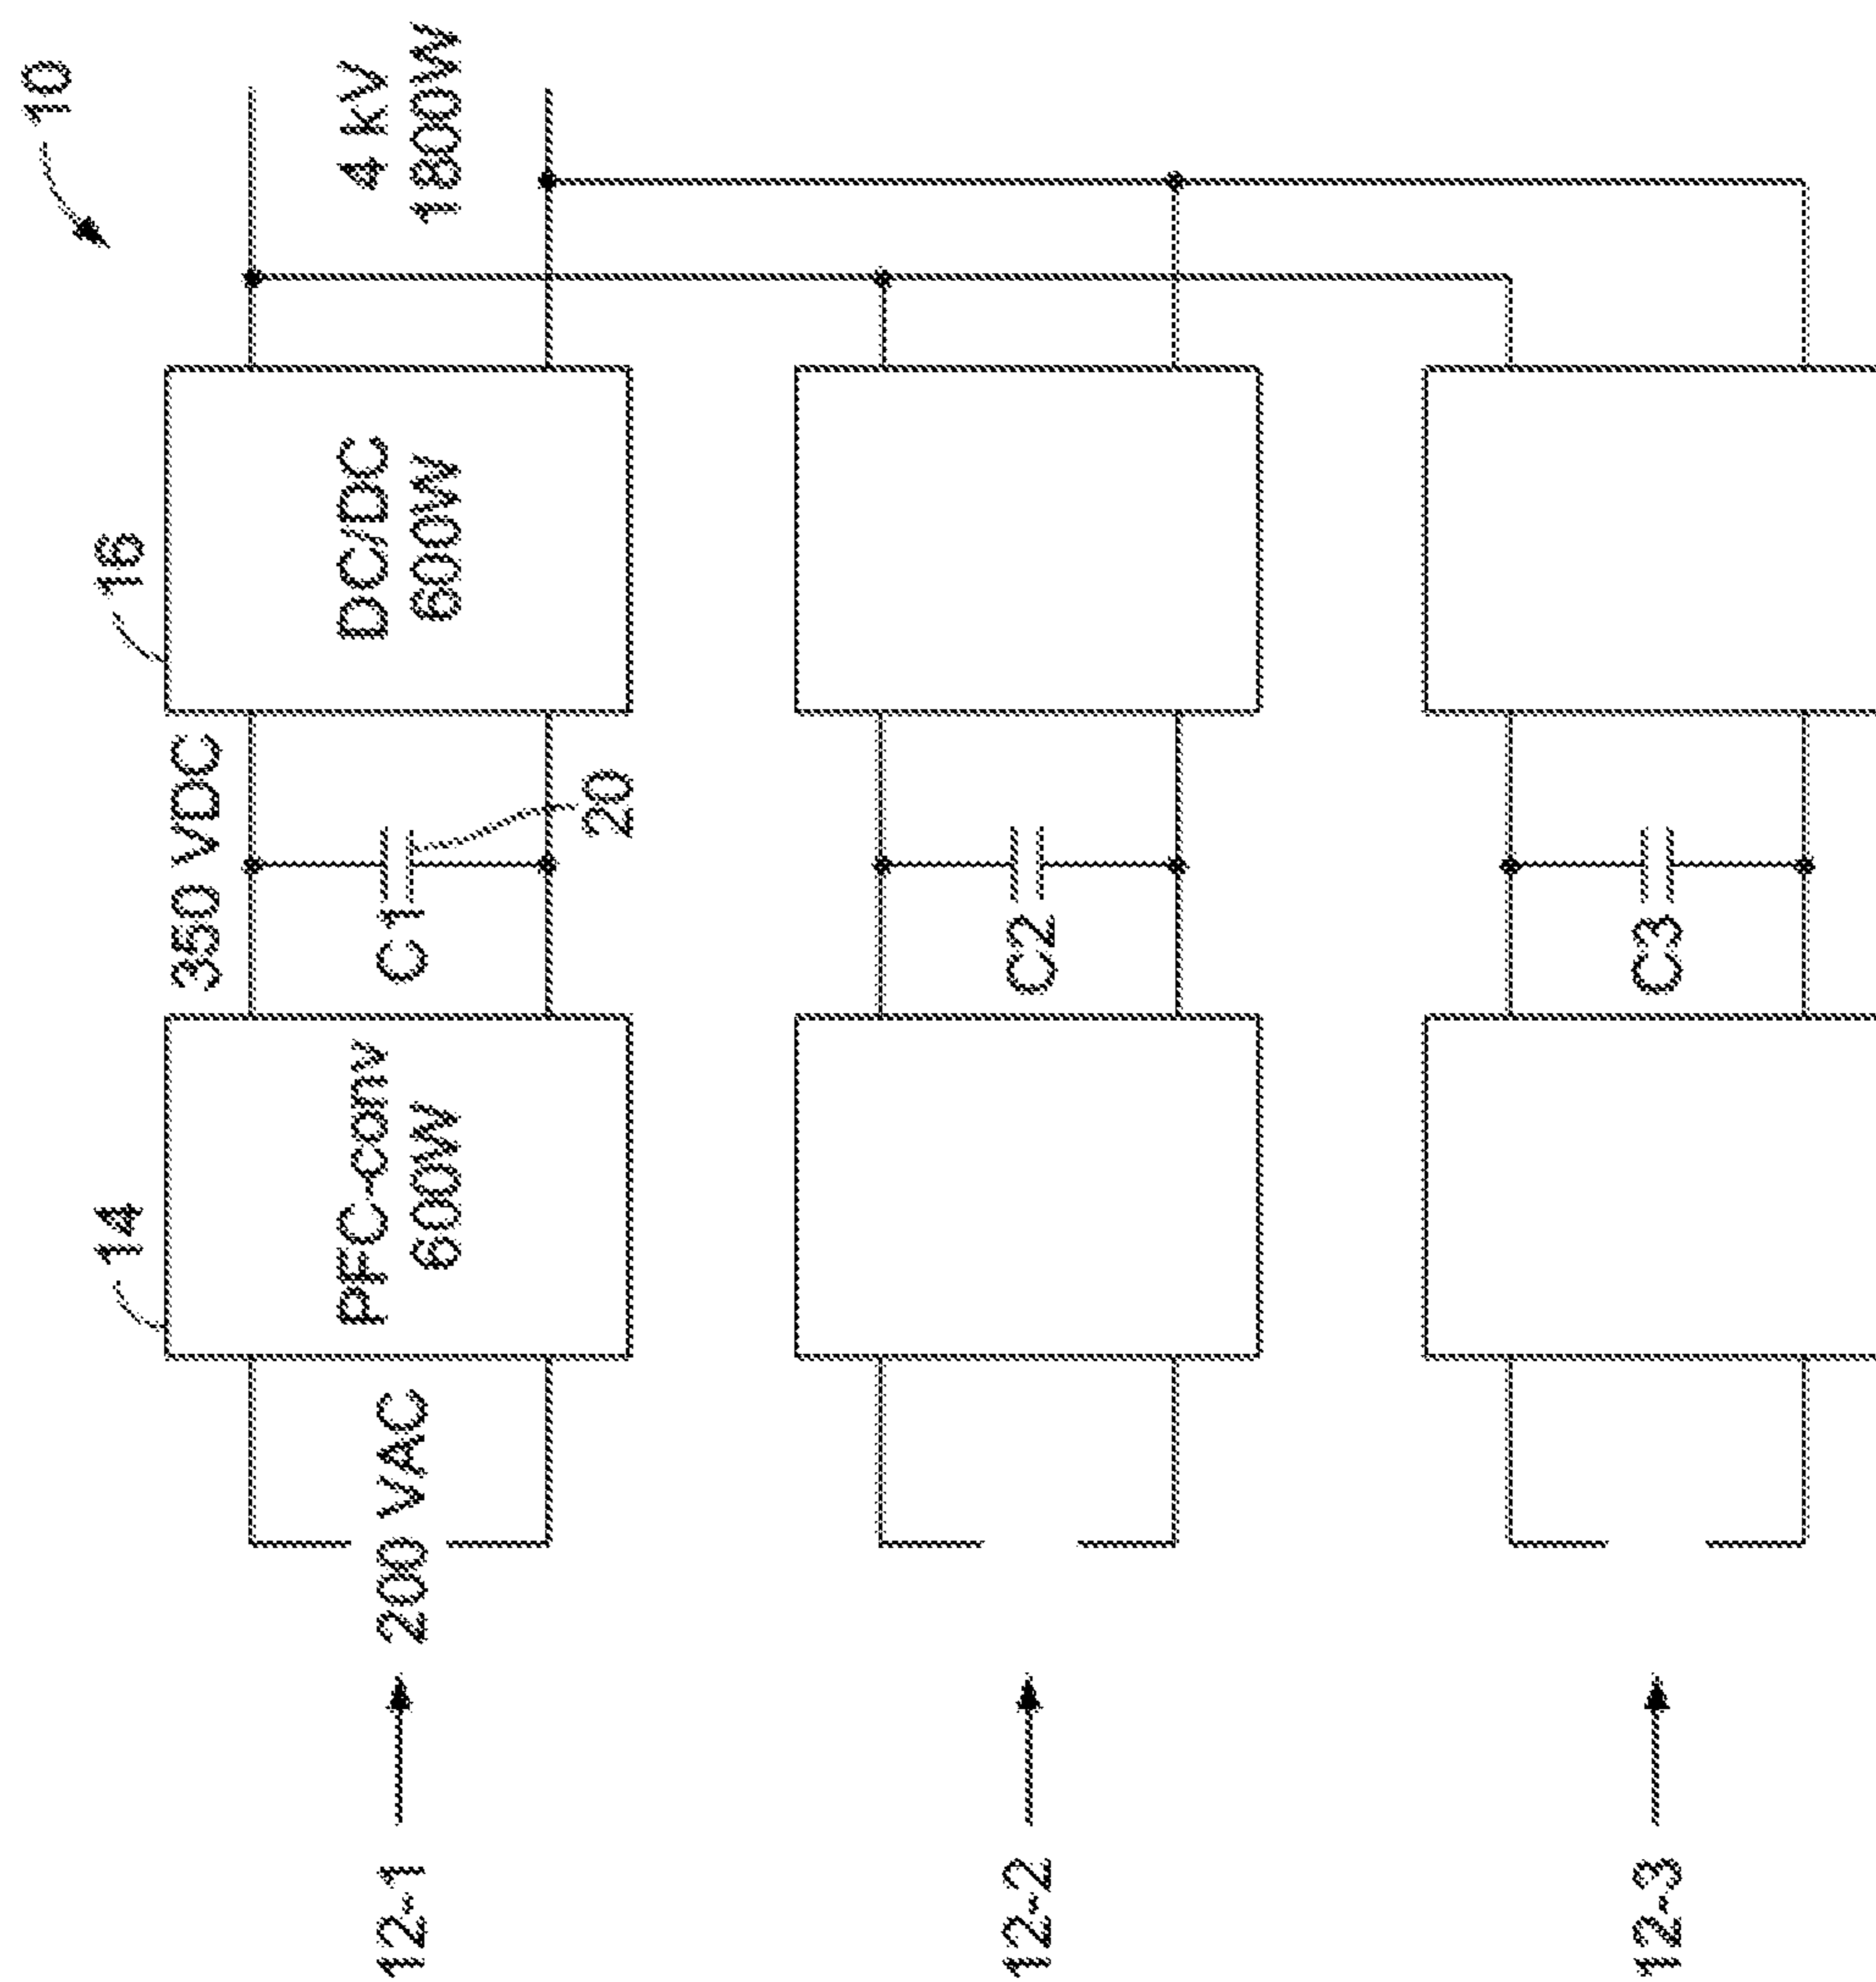 10
14
16
350 VDC
4 kV
1800W
12-1
200 VAC
PFC-conv
600W
C1
20
DC/DC
600W
12-2
C2
12-3
C3